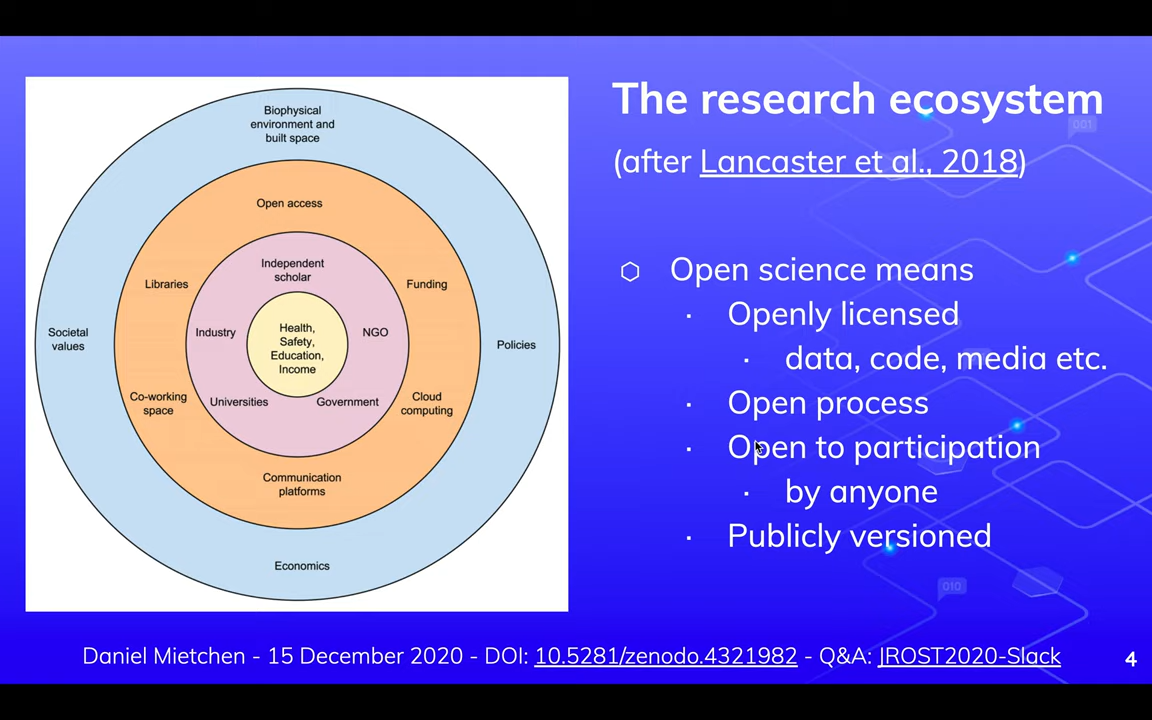 Biophysical
environment and
built space
Open access
Independent
scholar
Libraries
Funding
Industry
NGO
Health,
Safety,
Education,
Income
Societal
values
Policies
Universities
Government
Co-working
space
Cloud
computing
Communication
platforms
Economics
The research ecosystem
(after Lancaster et al., 2018)
Open science means
Openly licensed
data, code, media etc.
Open process
Open to participation
by anyone
Publicly versioned
001
010
Daniel Mietchen - 15 December 2020 - DOI: 10.5281/zenodo.4321982 - Q&A: JROST2020-Slack
4